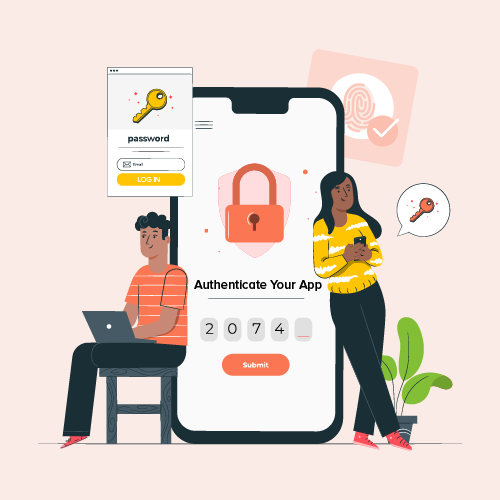 password
Email
LOG IN
Authenticate Your App
2 0 7 4 _
Submit